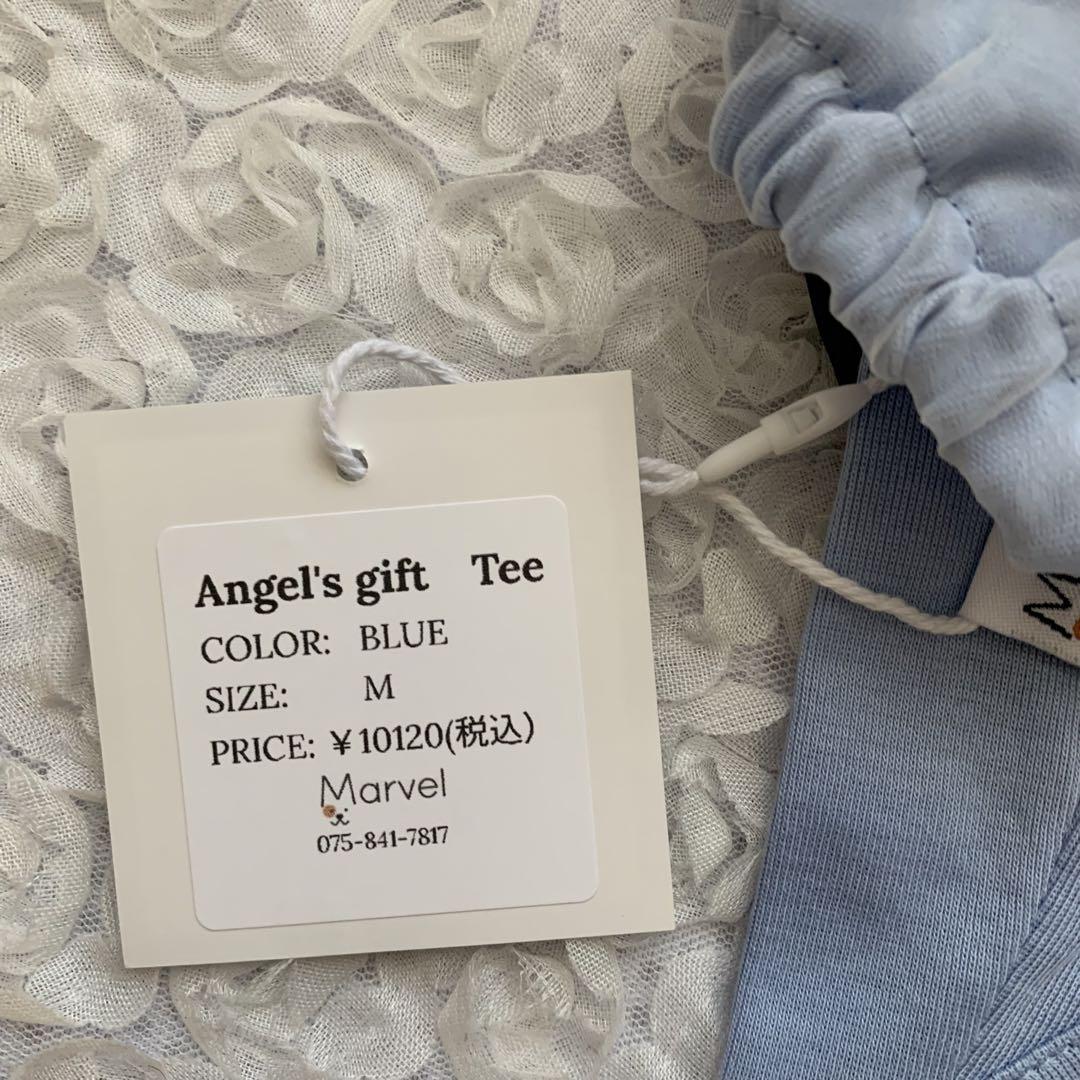 Angel's gift　Tee
COLOR: BLUE
SIZE: M
PRICE: ￥10120(税込)
Marvel
075-841-7817